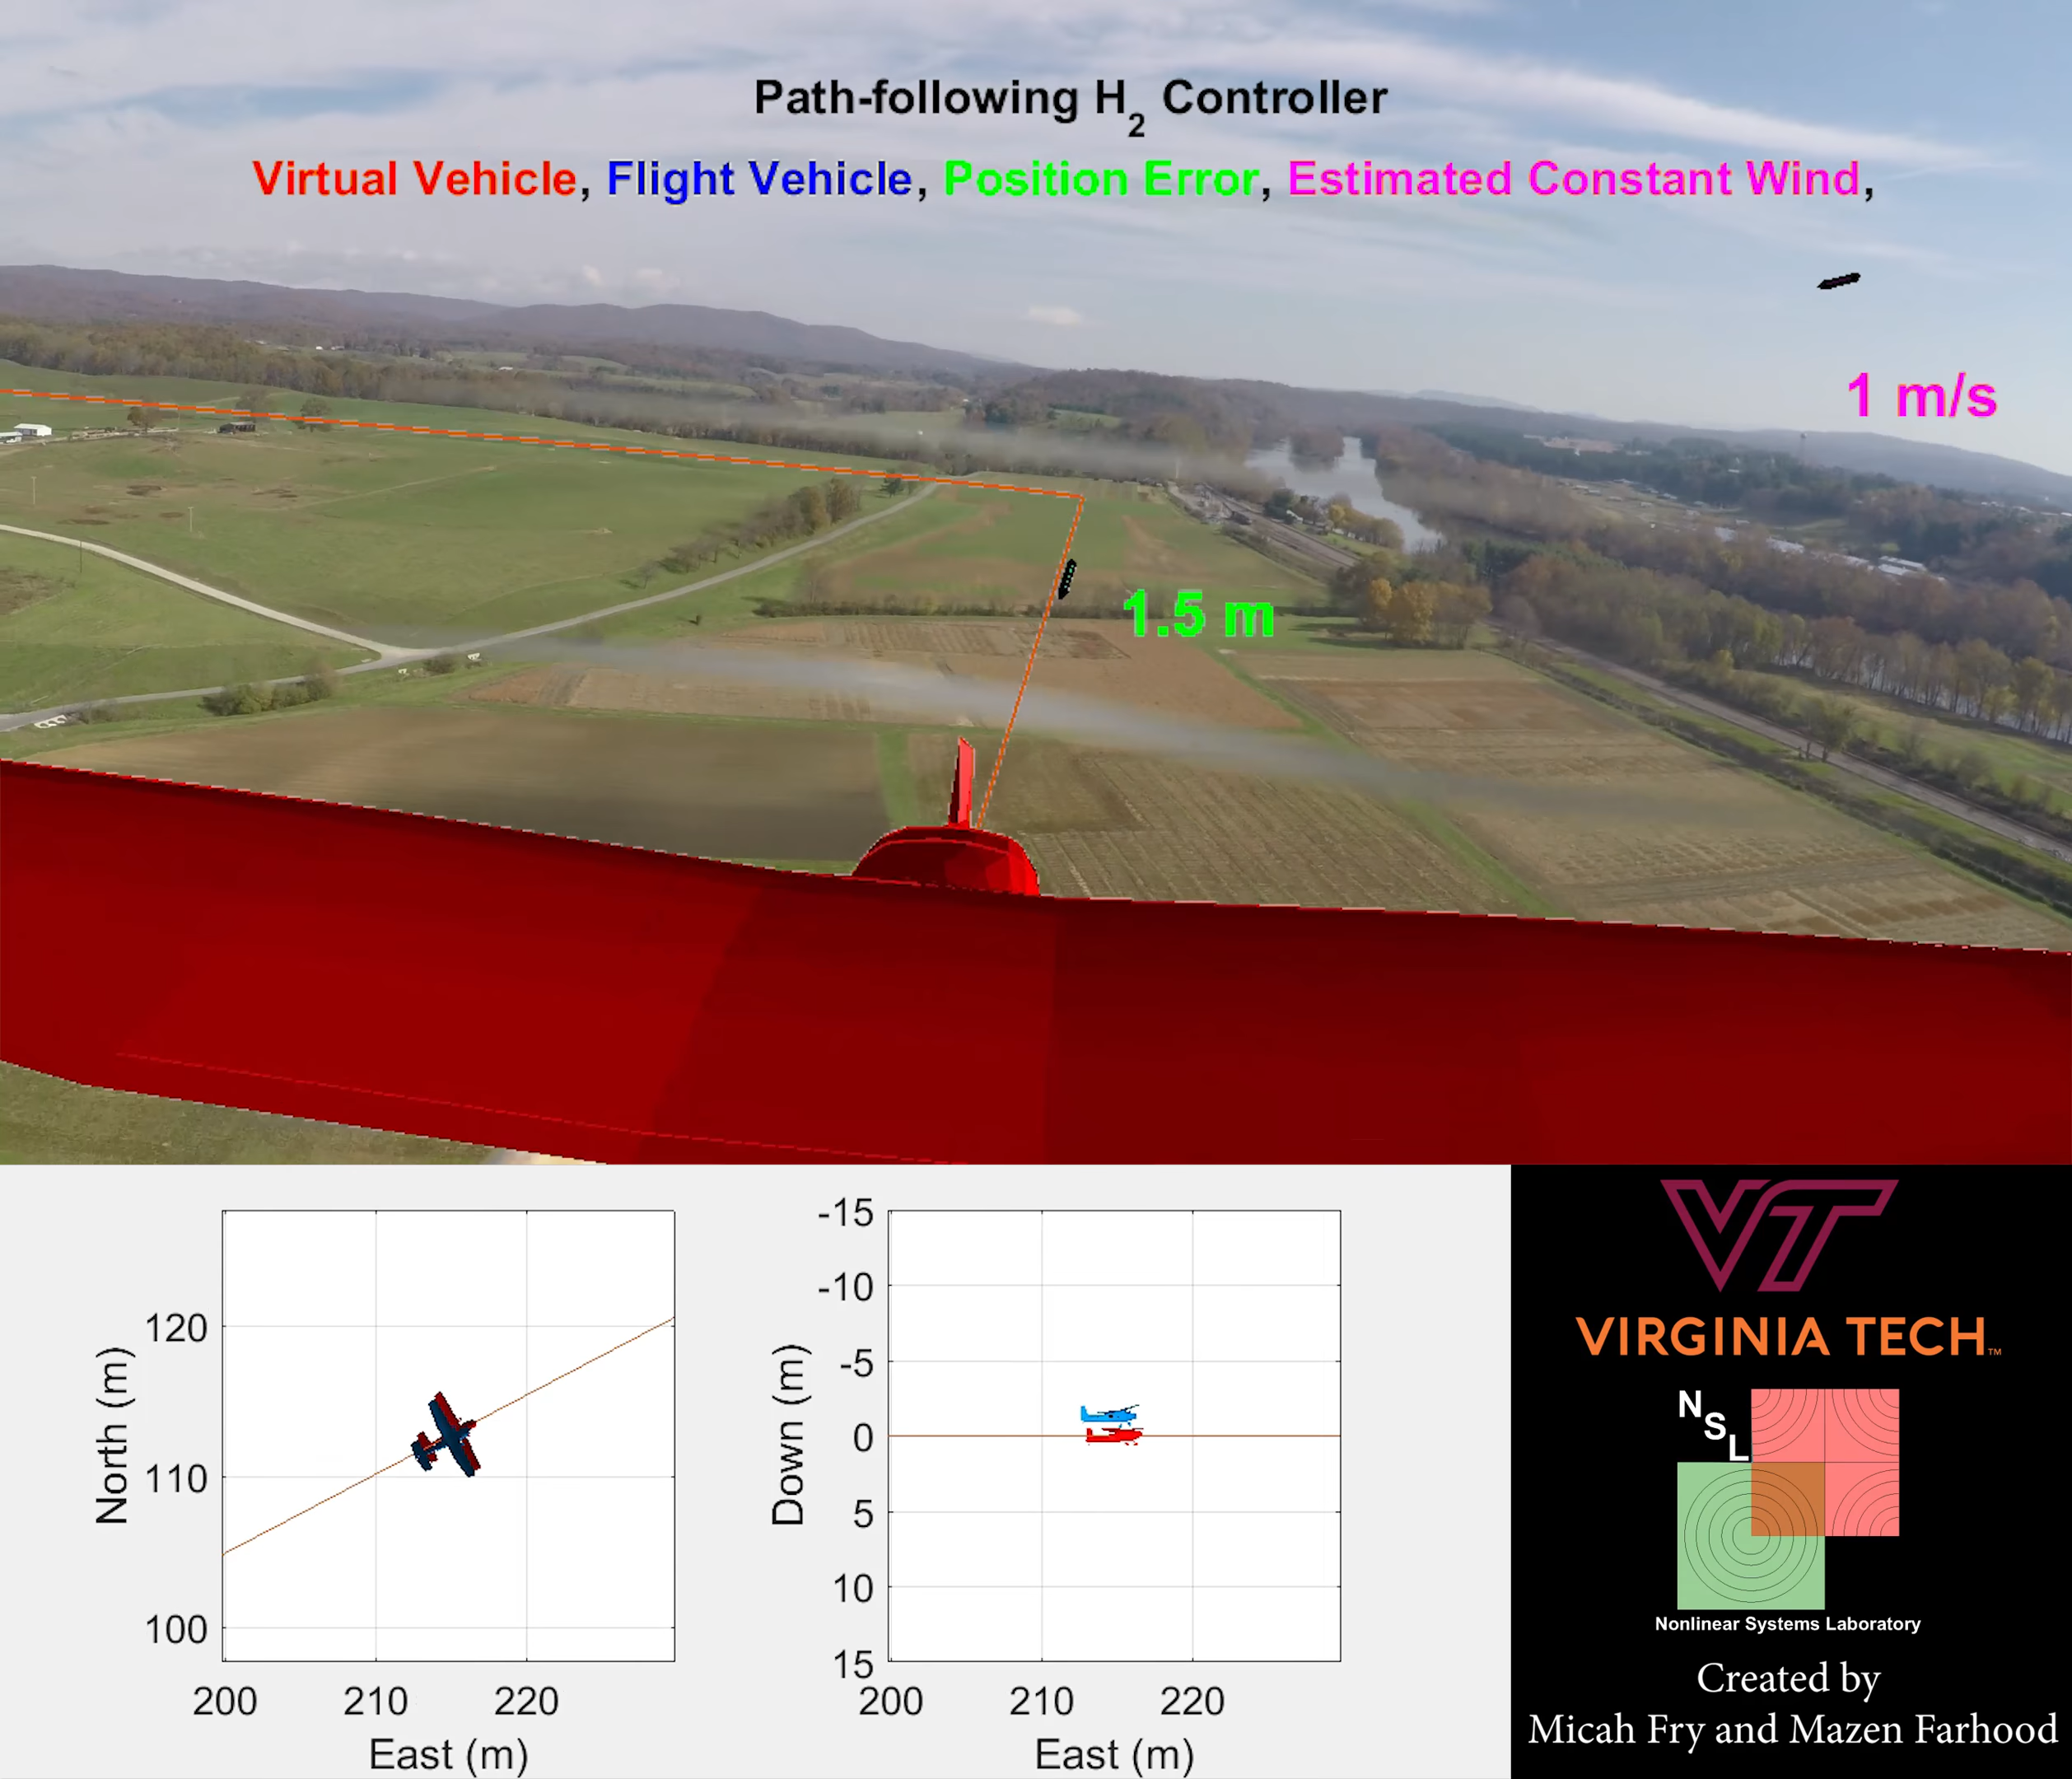 Path-following H₂ Controller
Virtual Vehicle, Flight Vehicle, Position Error, Estimated Constant Wind,
1 m/s
1.5 m
120
110
100
North (m)
200 210 220
East (m)
-15
-10
-5
0
5
10
15
Down (m)
200 210 220
East (m)
VT
VIRGINIA TECH™
NSL
Nonlinear Systems Laboratory
Created by
Micah Fry and Mazen Farhood